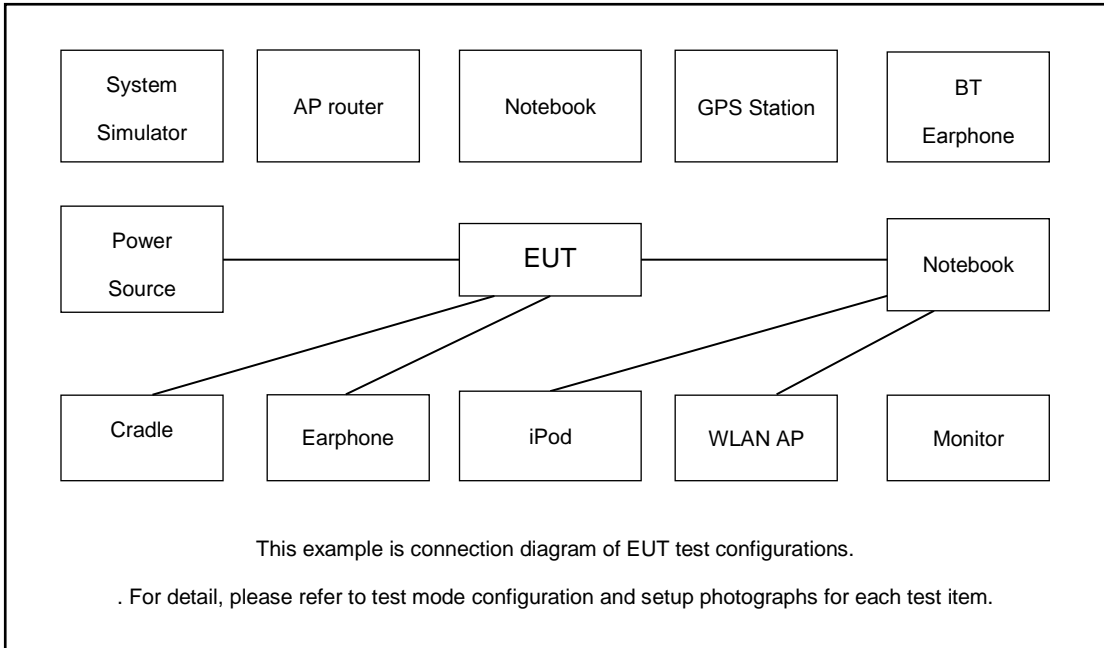 System
Simulator
AP router
Notebook
GPS Station
BT
Earphone
Power
Source
EUT
Notebook
Cradle
Earphone
iPod
WLAN AP
Monitor
This example is connection diagram of EUT test configurations.
. For detail, please refer to test mode configuration and setup photographs for each test item.